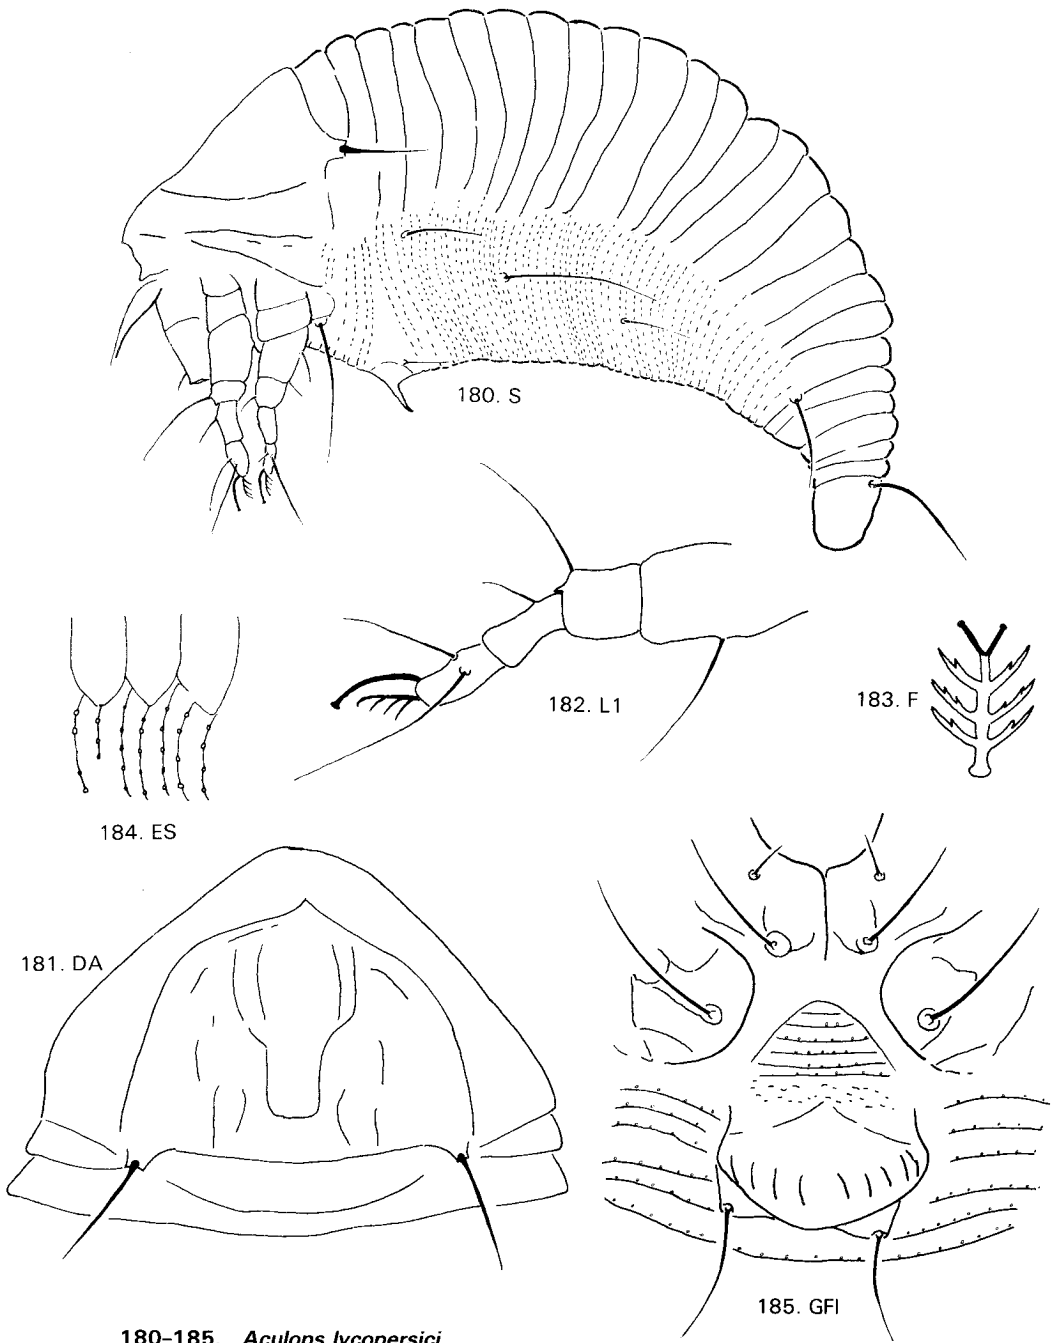 180. S
182. L1
183. F
184. ES
181. DA
185. GFI
180–185. Aculops lycopersici